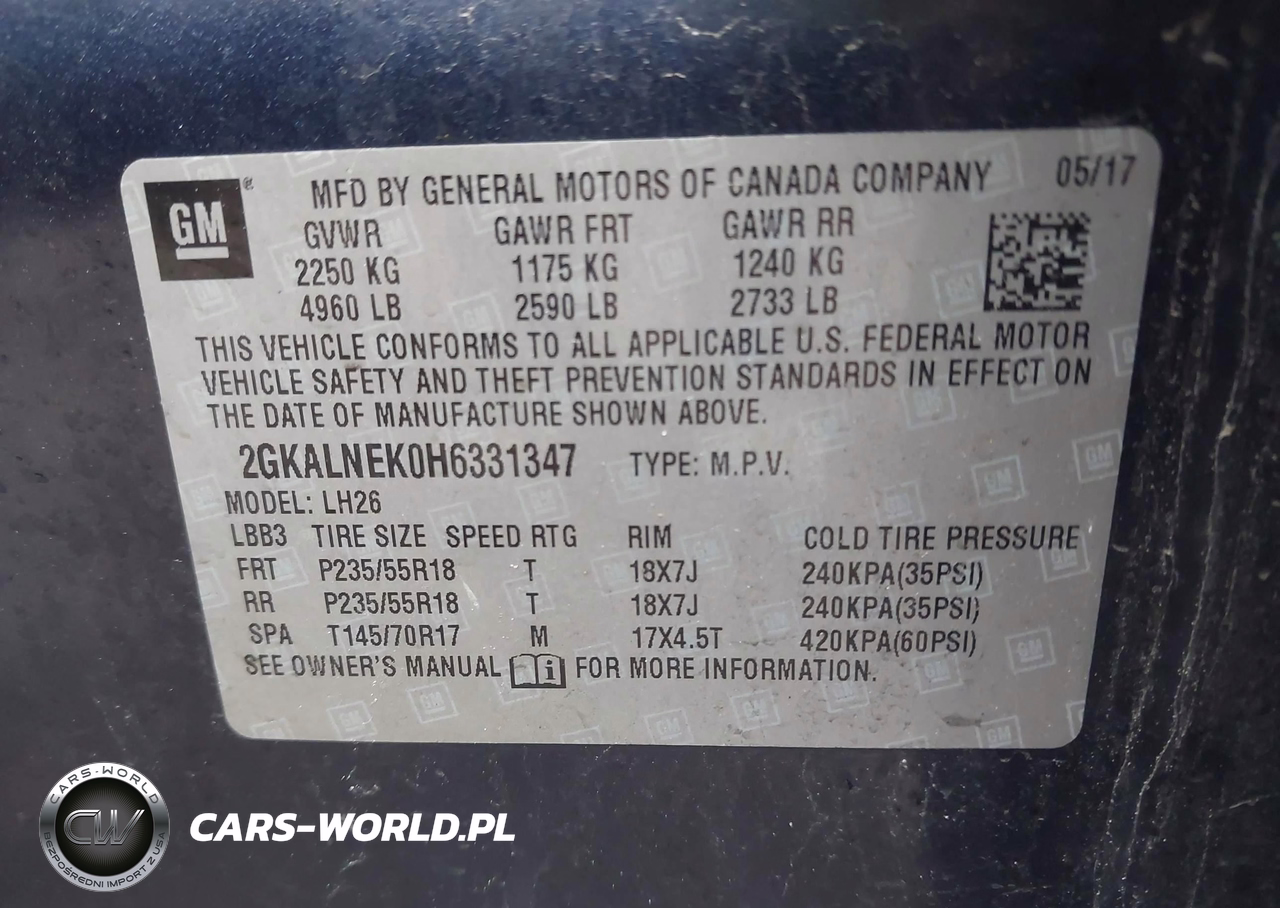 GM
®
MFD BY GENERAL MOTORS OF CANADA COMPANY 05/17
GVWR GAWR FRT GAWR RR
2250 KG 1175 KG 1240 KG
4960 LB 2590 LB 2733 LB
THIS VEHICLE CONFORMS TO ALL APPLICABLE U.S. FEDERAL MOTOR
VEHICLE SAFETY AND THEFT PREVENTION STANDARDS IN EFFECT ON
THE DATE OF MANUFACTURE SHOWN ABOVE.
2GKALNEK0H6331347 TYPE: M.P.V.
MODEL: LH26
LBB3 TIRE SIZE SPEED RTG RIM COLD TIRE PRESSURE
FRT P235/55R18 T 18X7J 240KPA(35PSI)
RR P235/55R18 T 18X7J 240KPA(35PSI)
SPA T145/70R17 M 17X4.5T 420KPA(60PSI)
SEE OWNER'S MANUAL i FOR MORE INFORMATION.
CARS-WORLD
CW
BEZPOŚREDNI IMPORT Z USA
CARS-WORLD.PL